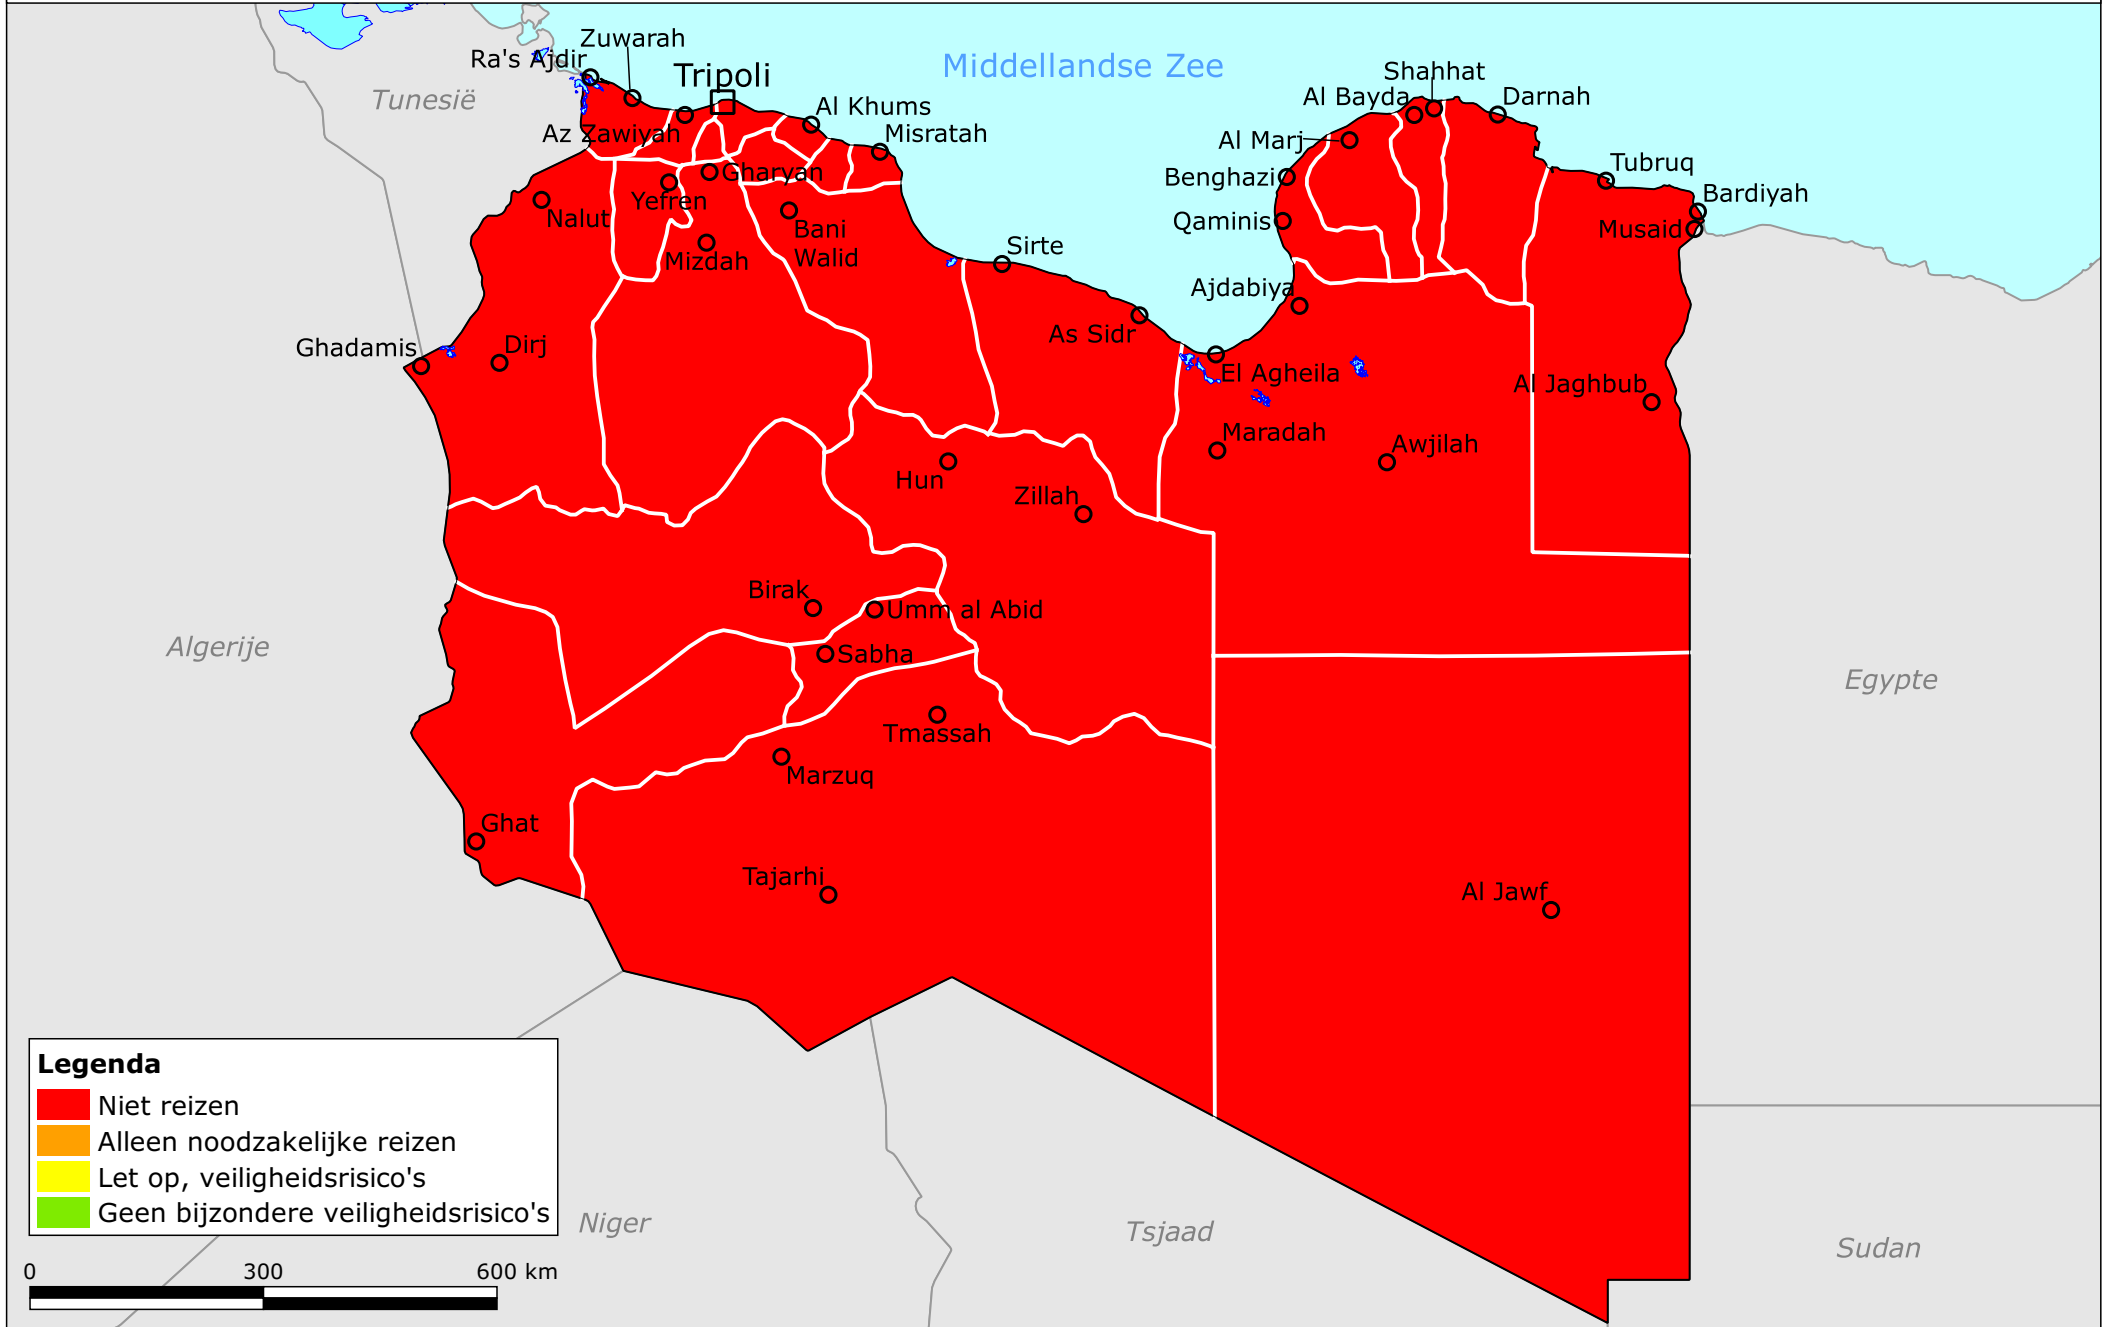 Zuwarah
Ra's Ajdir
Tripoli
Middellandse Zee
Shahhat
Tunesië
Al Khums
Al Bayda
Darnah
Az Zawiyah
Misratah
Al Marj
Gharyan
Tubruq
Benghazi
Yefren
Bardiyah
Nalut
Qaminis
Bani
Walid
Musaid
Mizdah
Sirte
Ajdabiya
As Sidr
Ghadamis
Dirj
El Agheila
Al Jaghbub
Maradah
Awjilah
Hun
Zillah
Birak
Umm al Abid
Algerije
Sabha
Egypte
Tmassah
Marzuq
Ghat
Tajarhi
Al Jawf
Legenda
Niet reizen
Alleen noodzakelijke reizen
Let op, veiligheidsrisico's
Geen bijzondere veiligheidsrisico's
Niger
Tsjaad
Sudan
0 300 600 km